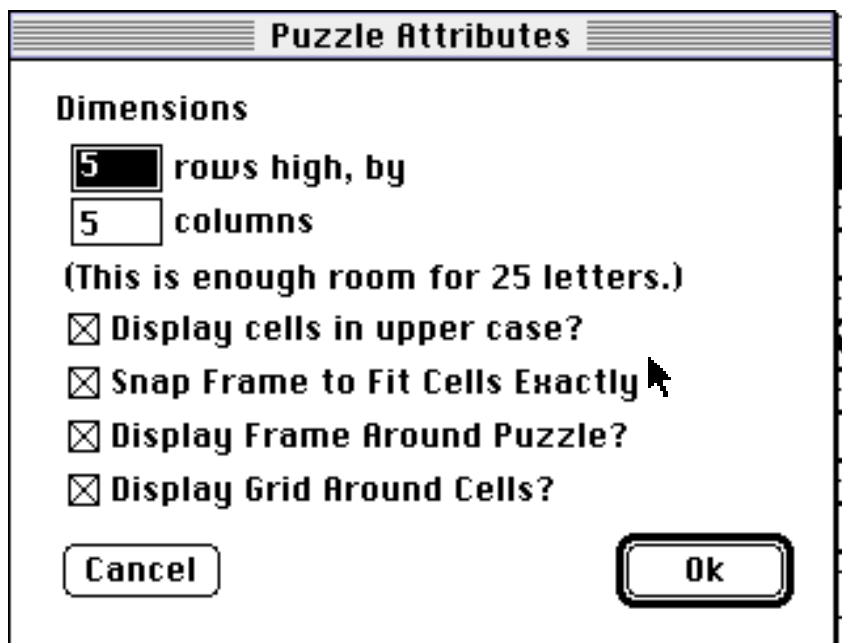 Puzzle Attributes
Dimensions
5 rows high, by
5 columns
(This is enough room for 25 letters.)
Display cells in upper case?
Snap Frame to Fit Cells Exactly
Display Frame Around Puzzle?
Display Grid Around Cells?
Cancel Ok